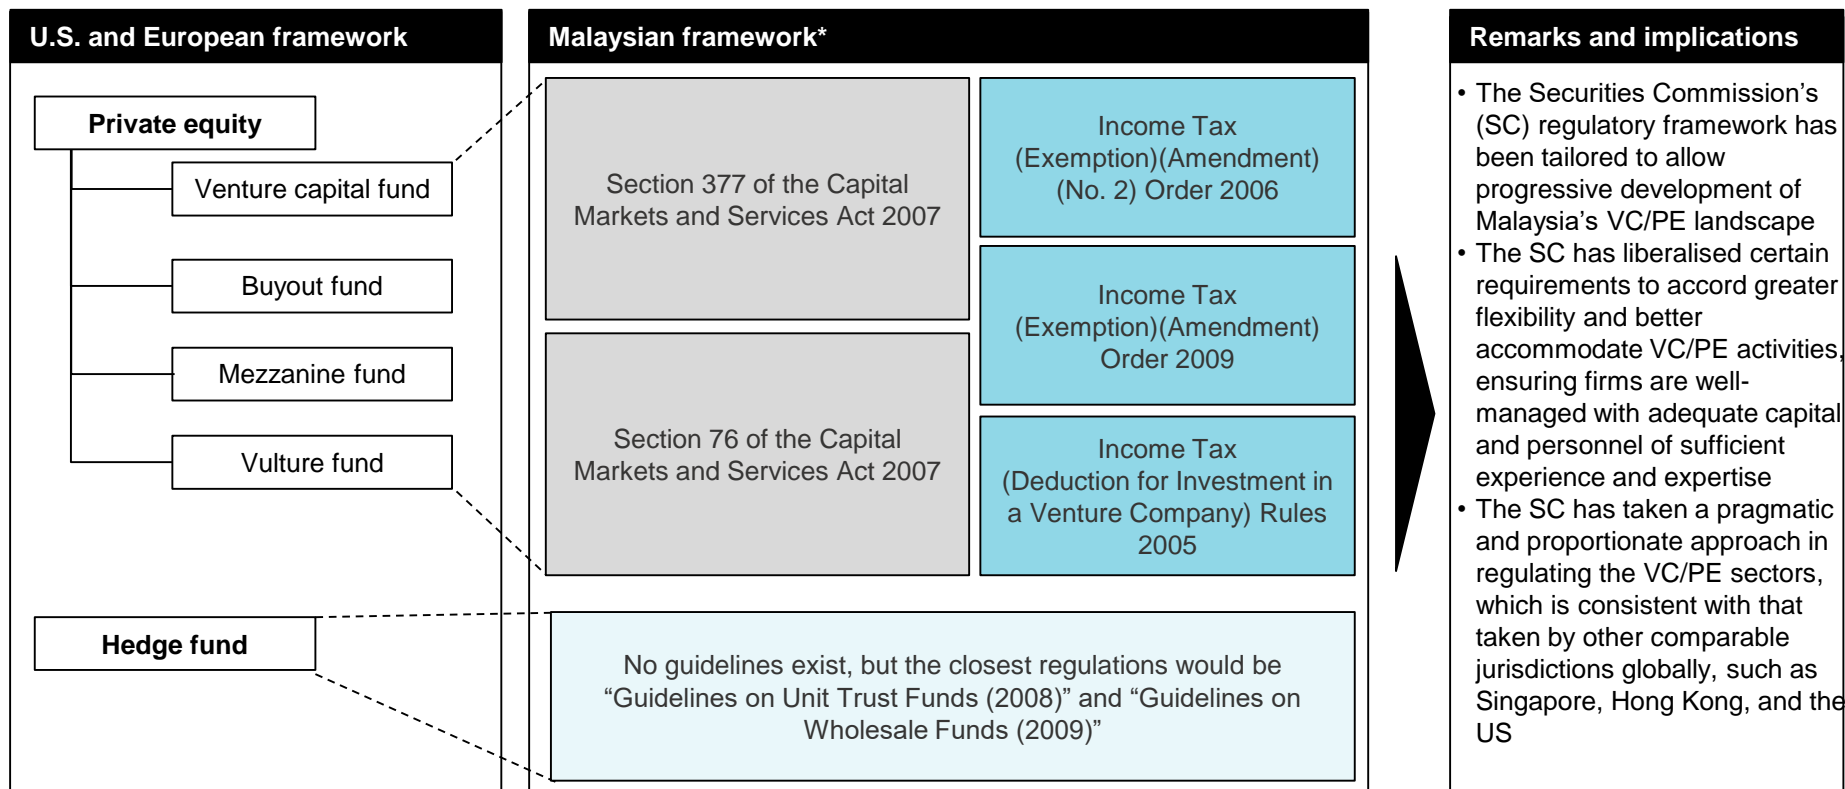 U.S. and European framework
Private equity
Venture capital fund
Buyout fund
Mezzanine fund
Vulture fund
Hedge fund
Malaysian framework*
Section 377 of the Capital
Markets and Services Act 2007
Section 76 of the Capital
Markets and Services Act 2007
Income Tax
(Exemption)(Amendment)
(No. 2) Order 2006
Income Tax
(Exemption)(Amendment)
Order 2009
Income Tax
(Deduction for Investment in
a Venture Company) Rules
2005
No guidelines exist, but the closest regulations would be
“Guidelines on Unit Trust Funds (2008)” and “Guidelines on
Wholesale Funds (2009)”
Remarks and implications
• The Securities Commission’s
(SC) regulatory framework has
been tailored to allow
progressive development of
Malaysia’s VC/PE landscape
• The SC has liberalised certain
requirements to accord greater
flexibility and better
accommodate VC/PE activities,
ensuring firms are well-
managed with adequate capital
and personnel of sufficient
experience and expertise
• The SC has taken a pragmatic
and proportionate approach in
regulating the VC/PE sectors,
which is consistent with that
taken by other comparable
jurisdictions globally, such as
Singapore, Hong Kong, and the
US